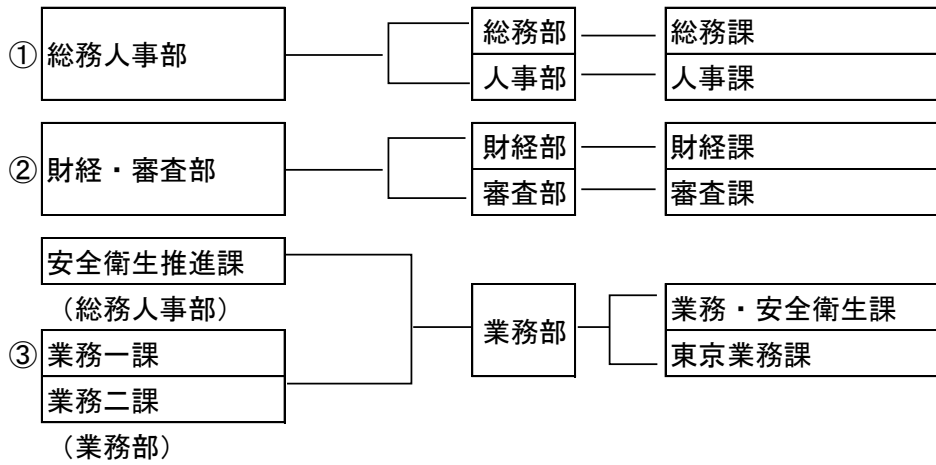 ① 総務人事部
総務部 総務課
人事部 人事課
② 財経・審査部
財経部 財経課
審査部 審査課
安全衛生推進課
（総務人事部）
③ 業務一課
業務二課
（業務部）
業務部
業務・安全衛生課
東京業務課